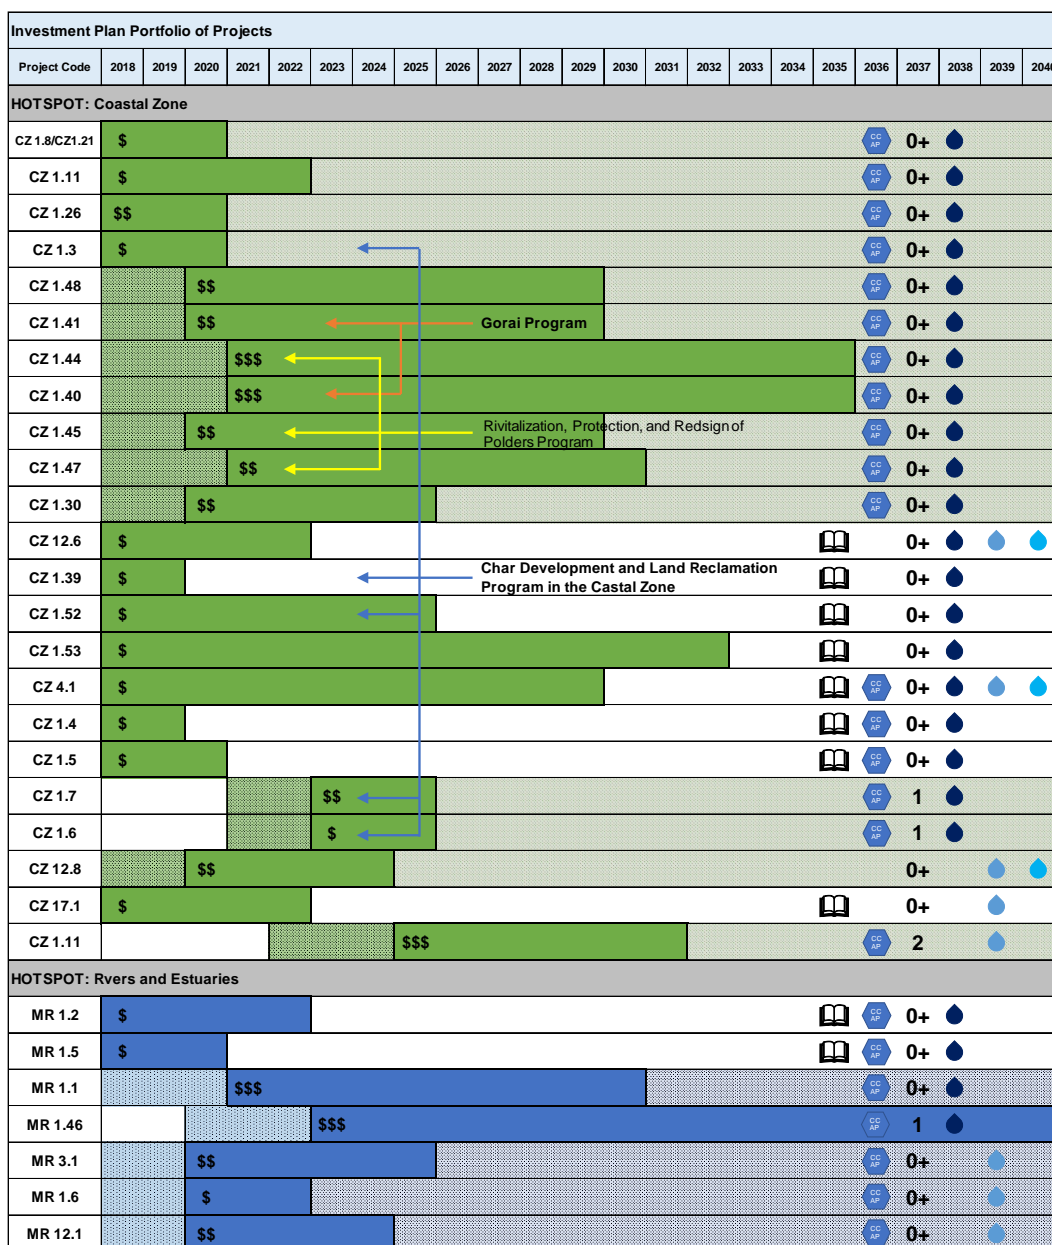 Investment Plan Portfolio of Projects
Project Code 2018 2019 2020 2021 2022 2023 2024 2025 2026 2027 2028 2029 2030 2031 2032 2033 2034 2035 2036 2037 2038 2039 2040
HOTSPOT: Coastal Zone
CZ 1.8/CZ1.21 $ CC AP 0+
CZ 1.11 $ CC AP 0+
CZ 1.26 $$ CC AP 0+
CZ 1.3 $ CC AP 0+
CZ 1.48 $$ CC AP 0+
CZ 1.41 $$ Gorai Program CC AP 0+
CZ 1.44 $$$ CC AP 0+
CZ 1.40 $$$ CC AP 0+
CZ 1.45 $$ Rivitalization, Protection, and Redsign of CC AP 0+
Polders Program
CZ 1.47 $$ CC AP 0+
CZ 1.30 $$ CC AP 0+
CZ 12.6 $ 0+
CZ 1.39 $ Char Development and Land Reclamation 0+
Program in the Castal Zone
CZ 1.52 $ 0+
CZ 1.53 $ 0+
CZ 4.1 $ CC AP 0+
CZ 1.4 $ CC AP 0+
CZ 1.5 $ CC AP 0+
CZ 1.7 $$ CC AP 1
CZ 1.6 $ CC AP 1
CZ 12.8 $$ 0+
CZ 17.1 $ 0+
CZ 1.11 $$$ CC AP 2
HOTSPOT: Rvers and Estuaries
MR 1.2 $ CC AP 0+
MR 1.5 $ CC AP 0+
MR 1.1 $$$ CC AP 0+
MR 1.46 $$$ CC AP 1
MR 3.1 $$ CC AP 0+
MR 1.6 $ CC AP 0+
MR 12.1 $$ CC AP 0+